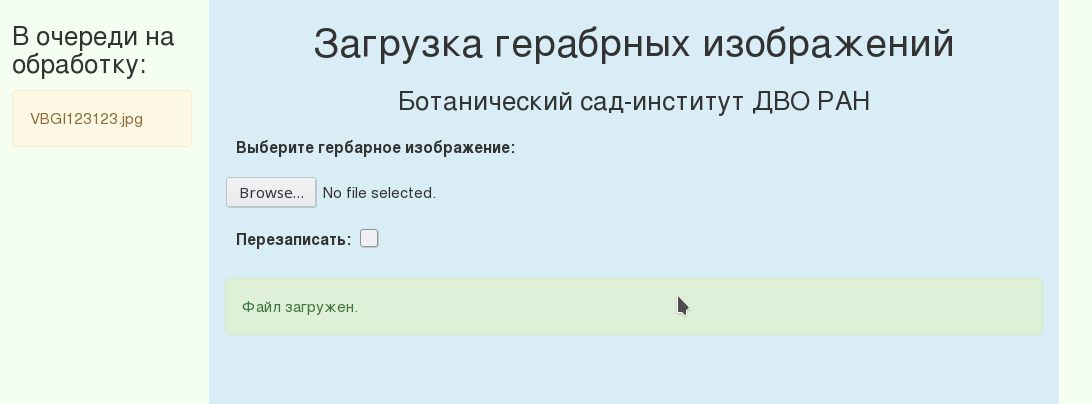 В очереди на
обработку:
VBGI123123.jpg
Загрузка герабрных изображений
Ботанический сад-институт ДВО РАН
Выберите гербарное изображение:
Browse... No file selected.
Перезаписать:
Файл загружен.